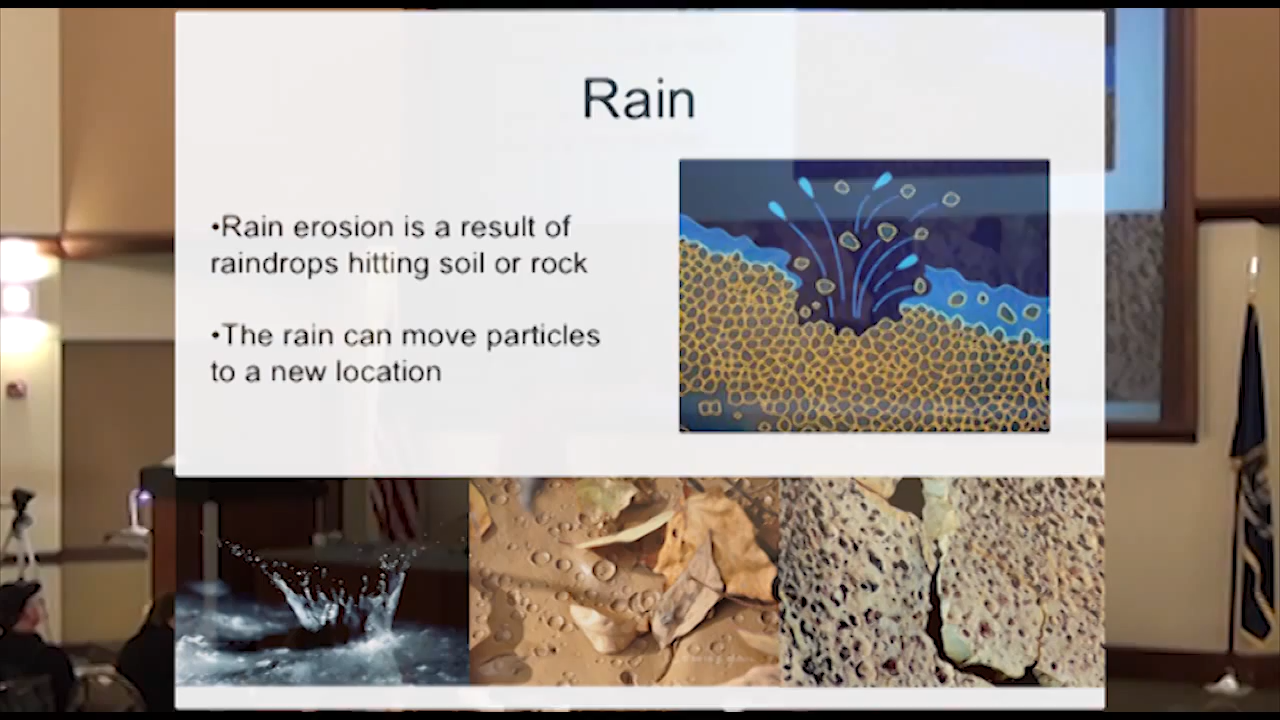 Rain
•Rain erosion is a result of
raindrops hitting soil or rock
•The rain can move particles
to a new location